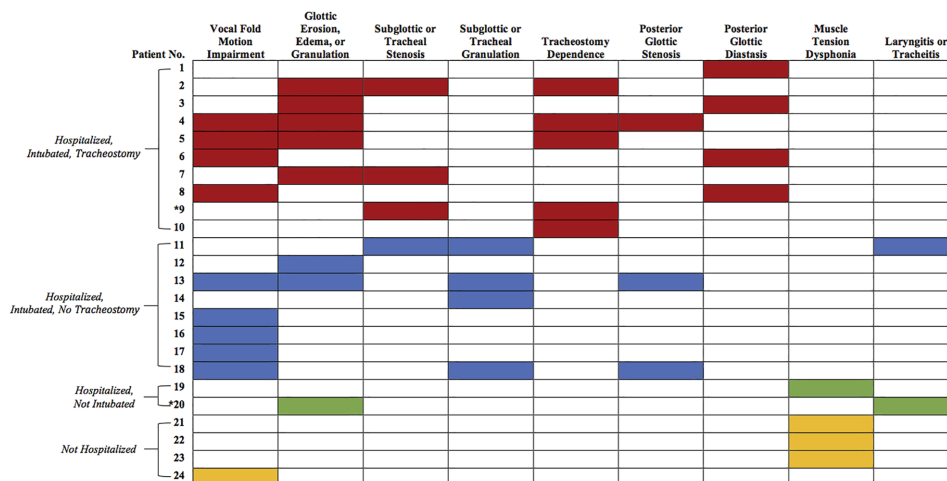 Patient No.
Vocal Fold
Motion
Impairment
Glottic
Erosion,
Edema, or
Granulation
Subglottic or
Tracheal
Stenosis
Subglottic or
Tracheal
Granulation
Tracheostomy
Dependence
Posterior
Glottic
Stenosis
Posterior
Glottic
Diastasis
Muscle
Tension
Dysphonia
Laryngitis or
Tracheitis
Hospitalized,
Intubated, Tracheostomy
1
2
3
4
5
6
7
8
*9
10
Hospitalized,
Intubated, No Tracheostomy
11
12
13
14
15
16
17
18
Hospitalized,
Not Intubated
19
*20
Not Hospitalized
21
22
23
24